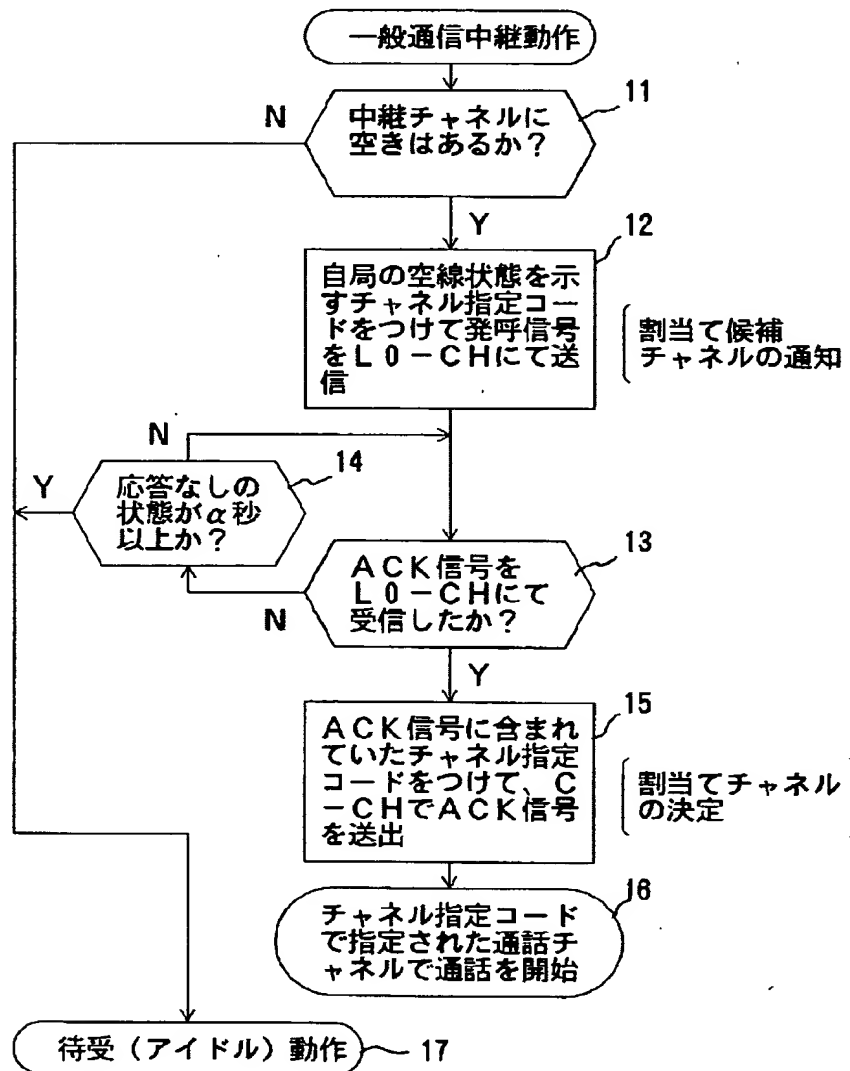 一般通信中継動作
11
N
中継チャネルに
空きはあるか?
Y
12
自局の空線状態を示
すチャネル指定コー
ドをつけて発呼信号
をL0-CHにて送
信
割当て候補
チャネルの通知
N
14
Y
応答なしの
状態がα秒
以上か?
13
ACK信号を
L0-CHにて
受信したか?
N
Y
15
ACK信号に含まれ
ていたチャネル指定
コードをつけて、C
-CHでACK信号
を送出
割当てチャネル
の決定
16
チャネル指定コード
で指定された通話チ
ャネルで通話を開始
待受(アイドル)動作
17